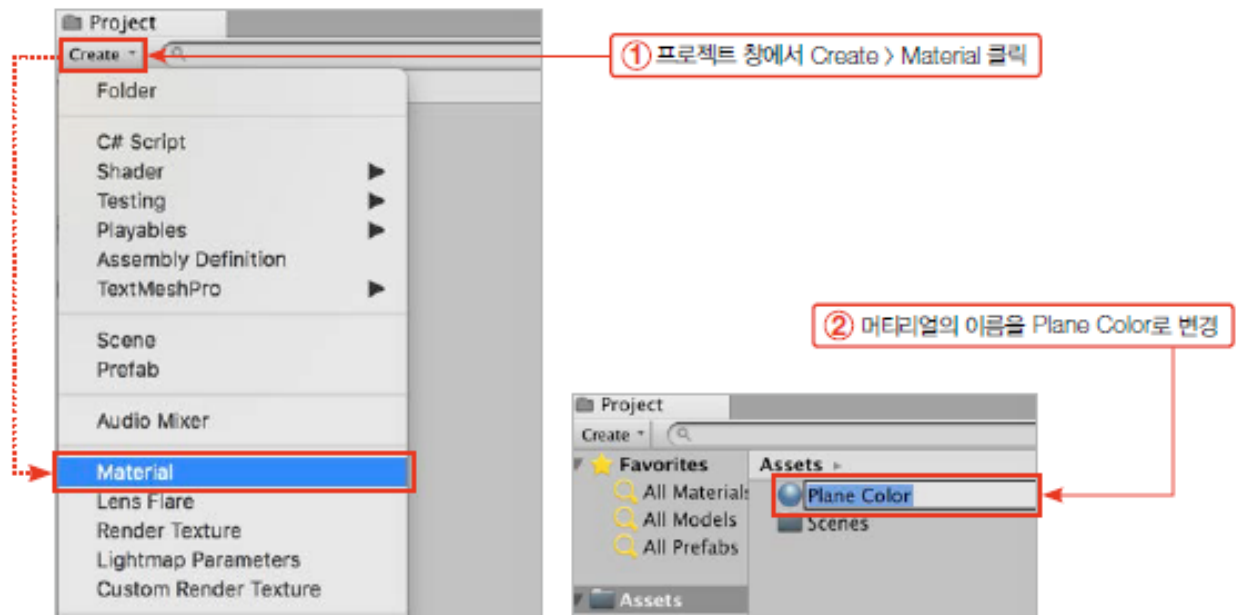 Project
Create
① 프로젝트 창에서 Create > Material 클릭
Folder
C# Script
Shader
Testing
Playables
Assembly Definition
TextMeshPro
Scene
Prefab
Audio Mixer
Material
Lens Flare
Render Texture
Lightmap Parameters
Custom Render Texture
② 머티리얼의 이름을 Plane Color로 변경
Project
Create
Favorites
All Materials
All Models
All Prefabs
Assets
Assets
Plane Color
Scenes